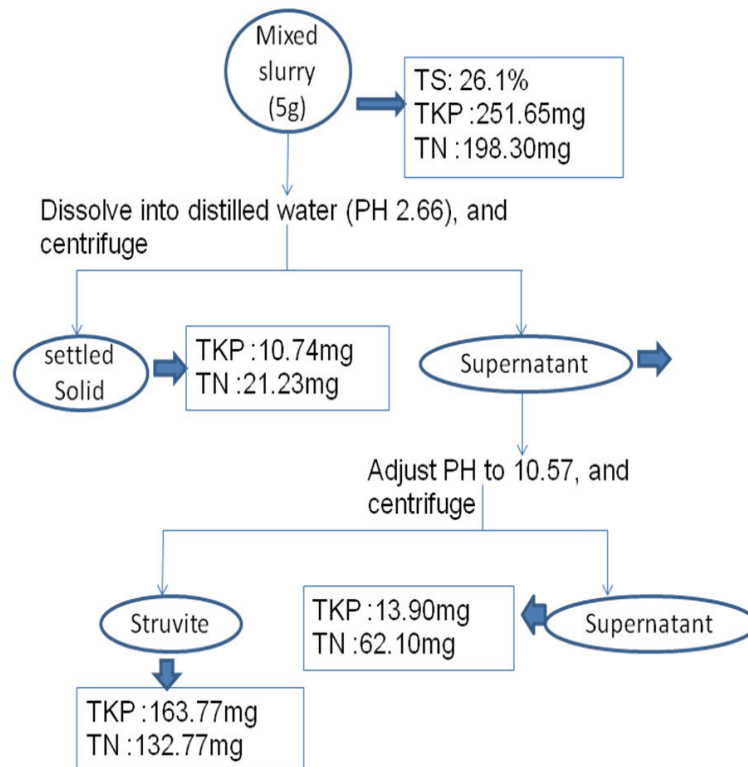 Mixed
slurry
(5g)
TS: 26.1%
TKP :251.65mg
TN :198.30mg
Dissolve into distilled water (PH 2.66), and
centrifuge
settled
Solid
TKP :10.74mg
TN :21.23mg
Supernatant
Adjust PH to 10.57, and
centrifuge
Struvite
TKP :13.90mg
TN :62.10mg
Supernatant
TKP :163.77mg
TN :132.77mg